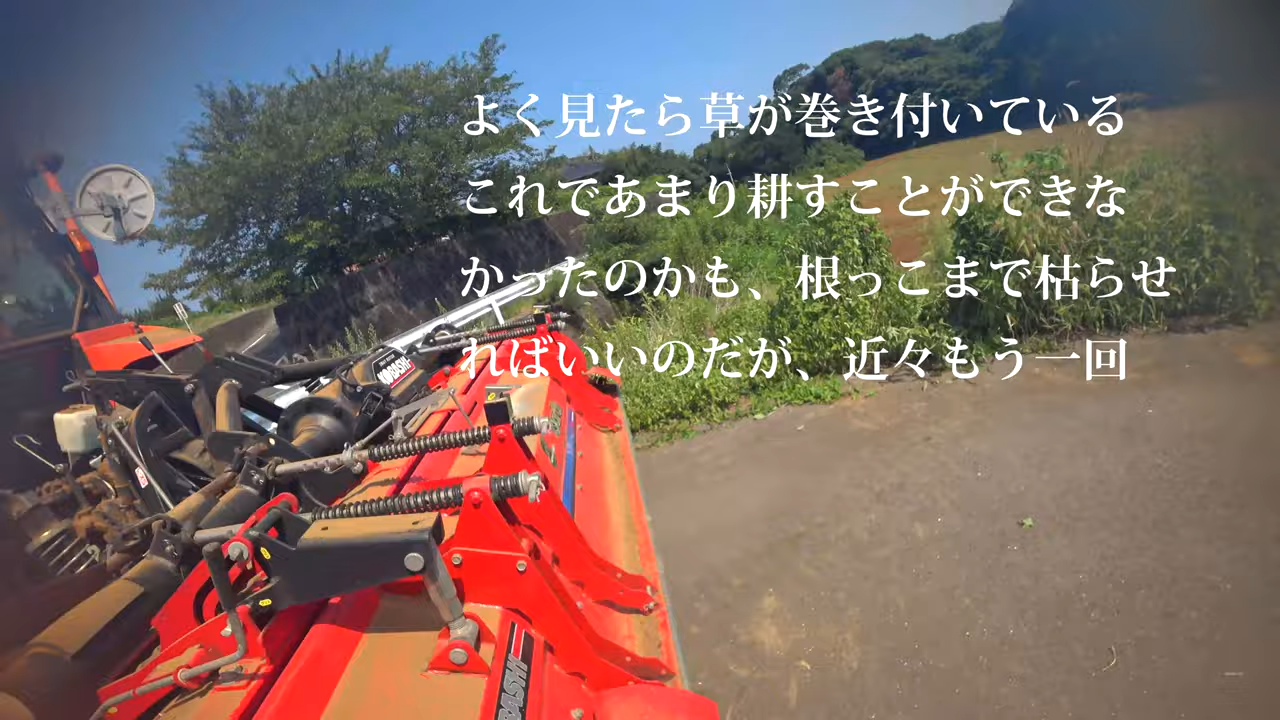 よく見たら草が巻き付いている
これであまり耕すことができな
かったのかも、根っこまで枯らせ
ればいいのだが、近々もう一回